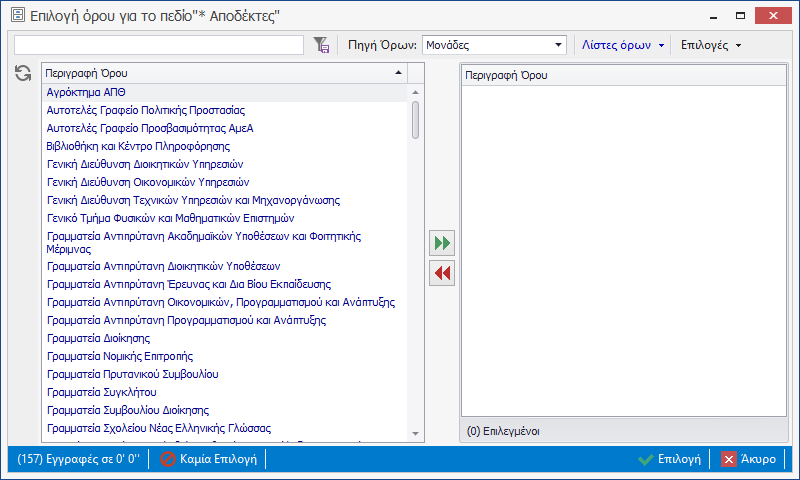 Επιλογή όρου για το πεδίο"* Αποδέκτες"
Πηγή Όρων: Μονάδες Λίστες όρων Επιλογές
Περιγραφή Όρου
Αγρόκτημα ΑΠΘ
Αυτοτελές Γραφείο Πολιτικής Προστασίας
Αυτοτελές Γραφείο Προσβασιμότητας ΑμεΑ
Βιβλιοθήκη και Κέντρο Πληροφόρησης
Γενική Διεύθυνση Διοικητικών Υπηρεσιών
Γενική Διεύθυνση Οικονομικών Υπηρεσιών
Γενική Διεύθυνση Τεχνικών Υπηρεσιών και Μηχανοργάνωσης
Γενικό Τμήμα Φυσικών και Μαθηματικών Επιστημών
Γραμματεία Αντιπρύτανη Ακαδημαϊκών Υποθέσεων και Φοιτητικής
Μέριμνας
Γραμματεία Αντιπρύτανη Διοικητικών Υποθέσεων
Γραμματεία Αντιπρύτανη Έρευνας και Δια Βίου Εκπαίδευσης
Γραμματεία Αντιπρύτανη Οικονομικών, Προγραμματισμού και Ανάπτυξης
Γραμματεία Αντιπρύτανη Προγραμματισμού και Ανάπτυξης
Γραμματεία Διοίκησης
Γραμματεία Νομικής Επιτροπής
Γραμματεία Πρυτανικού Συμβουλίου
Γραμματεία Συγκλήτου
Γραμματεία Συμβουλίου Διοίκησης
Γραμματεία Σχολείου Νέας Ελληνικής Γλώσσας
Περιγραφή Όρου
(0) Επιλεγμένοι
(157) Εγγραφές σε 0' 0'' Καμία Επιλογή Επιλογή Άκυρο